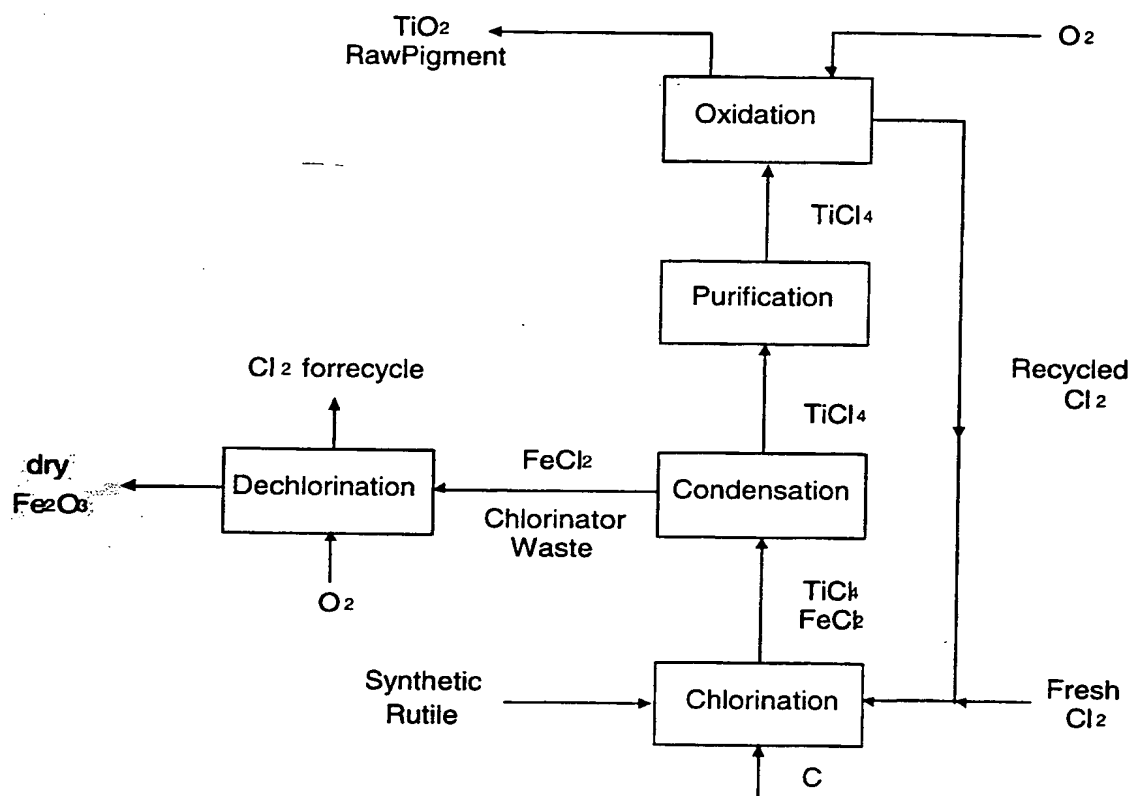 TiO2
RawPigment
O2
Oxidation
TiCl4
Purification
Cl2 forrecycle
Recycled
Cl2
TiCl4
dry
Fe2O3
Dechlorination
FeCl2
Chlorinator
Waste
Condensation
O2
TiCl4
FeCl2
Synthetic
Rutile
Chlorination
Fresh
Cl2
C